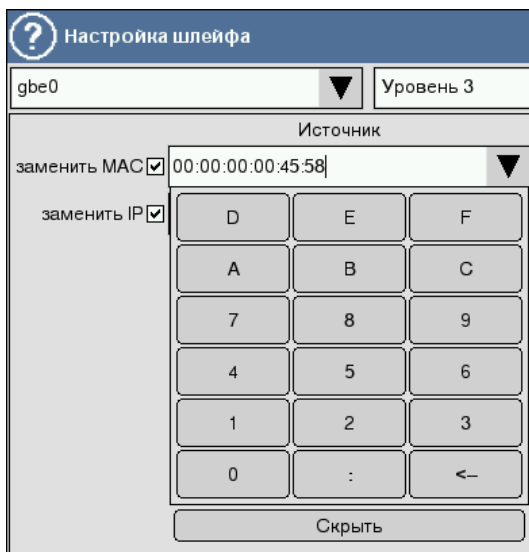 ? Настройка шлейфа
gbe0 Уровень 3
Источник
заменить MAC 00:00:00:00:45:58
заменить IP
D E F
A B C
7 8 9
4 5 6
1 2 3
0 : <–
Скрыть